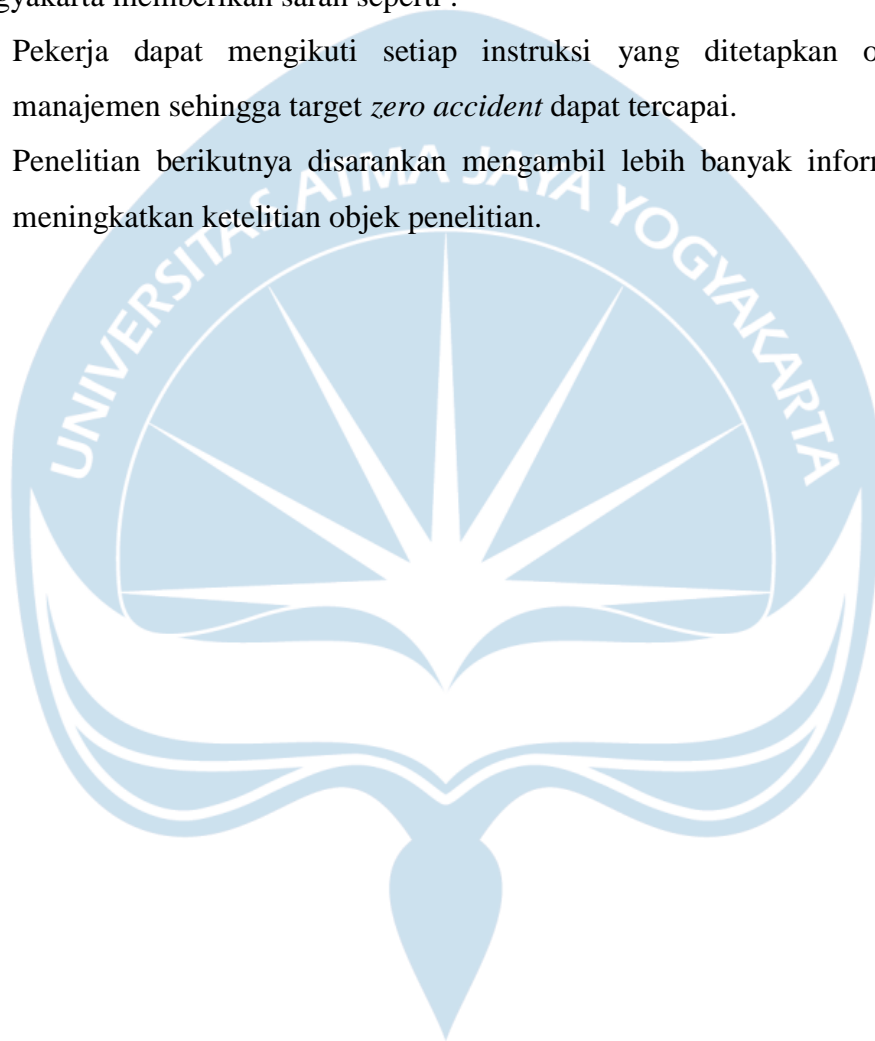 gyakarta memberikan saran seperti :
Pekerja dapat mengikuti setiap instruksi yang ditetapkan o
manajemen sehingga target zero accident dapat tercapai.
Penelitian berikutnya disarankan mengambil lebih banyak inforr
meningkatkan ketelitian objek penelitian.
UNIVERSITAS ATMA JAYA YOGYAKARTA